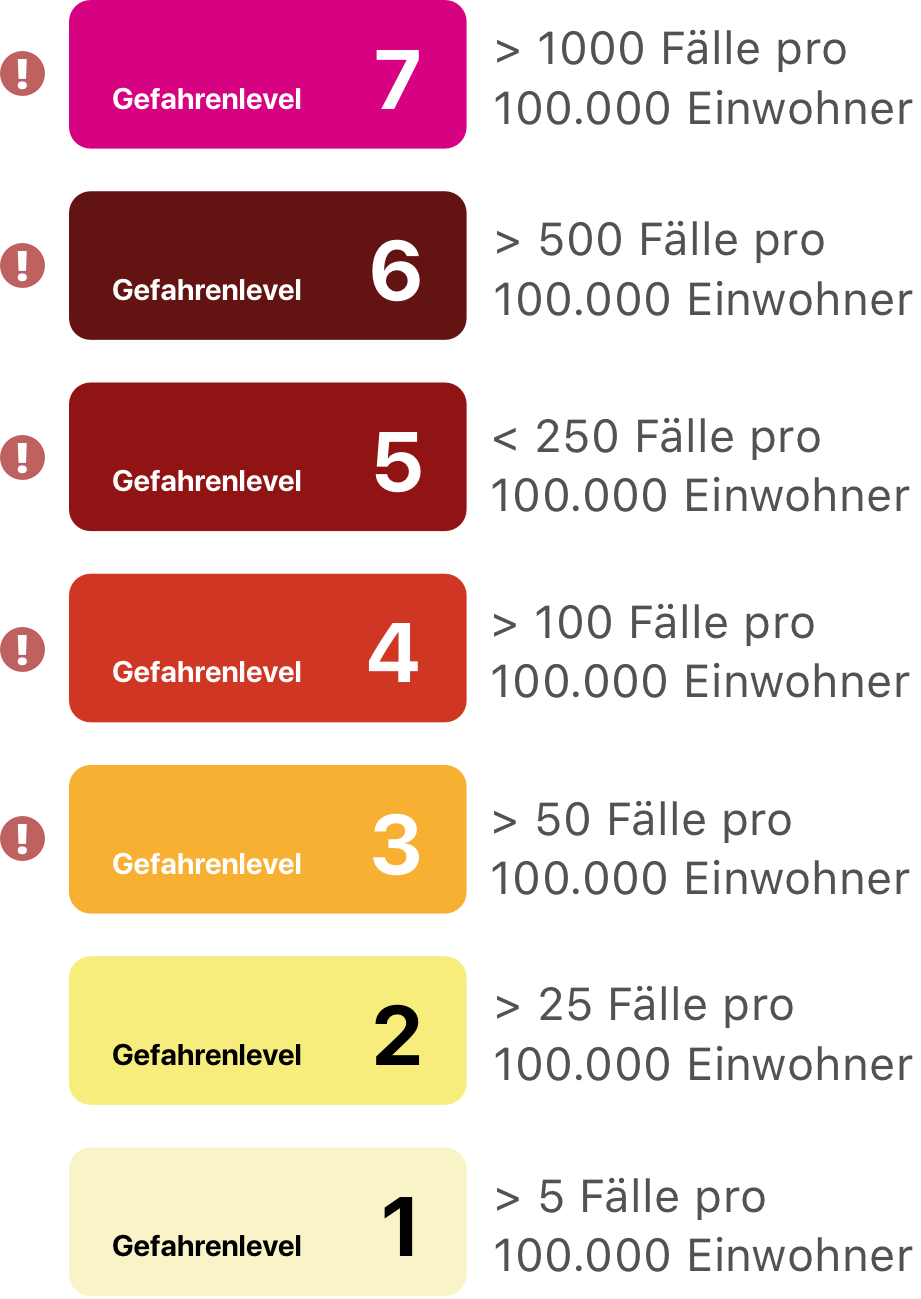 > 1000 Fälle pro
Gefahrenlevel 7
100.000 Einwohner
> 500 Fälle pro
Gefahrenlevel 6
100.000 Einwohner
< 250 Fälle pro
Gefahrenlevel 5
100.000 Einwohner
> 100 Fälle pro
Gefahrenlevel 4
100.000 Einwohner
> 50 Fälle pro
Gefahrenlevel 3
100.000 Einwohner
> 25 Fälle pro
Gefahrenlevel 2
100.000 Einwohner
> 5 Fälle pro
Gefahrenlevel 1
100.000 Einwohner